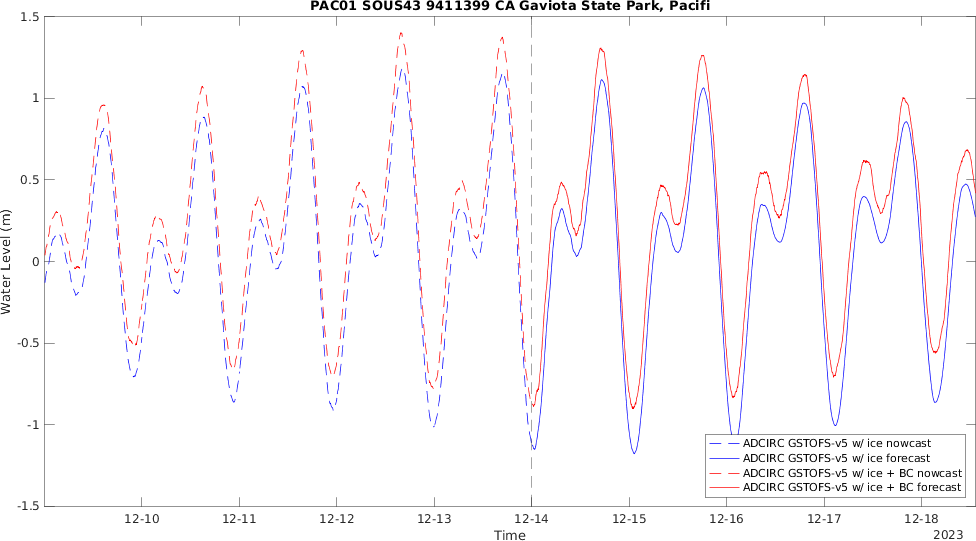 PAC01 SOUS43 9411399 CA Gaviota State Park, Pacifi
1.5
1
0.5
0
-0.5
-1
-1.5
Water Level (m)
12-10 12-11 12-12 12-13 12-14 12-15 12-16 12-17 12-18
Time
2023
ADCIRC GSTOFS-v5 w/ ice nowcast
ADCIRC GSTOFS-v5 w/ ice forecast
ADCIRC GSTOFS-v5 w/ ice + BC nowcast
ADCIRC GSTOFS-v5 w/ ice + BC forecast